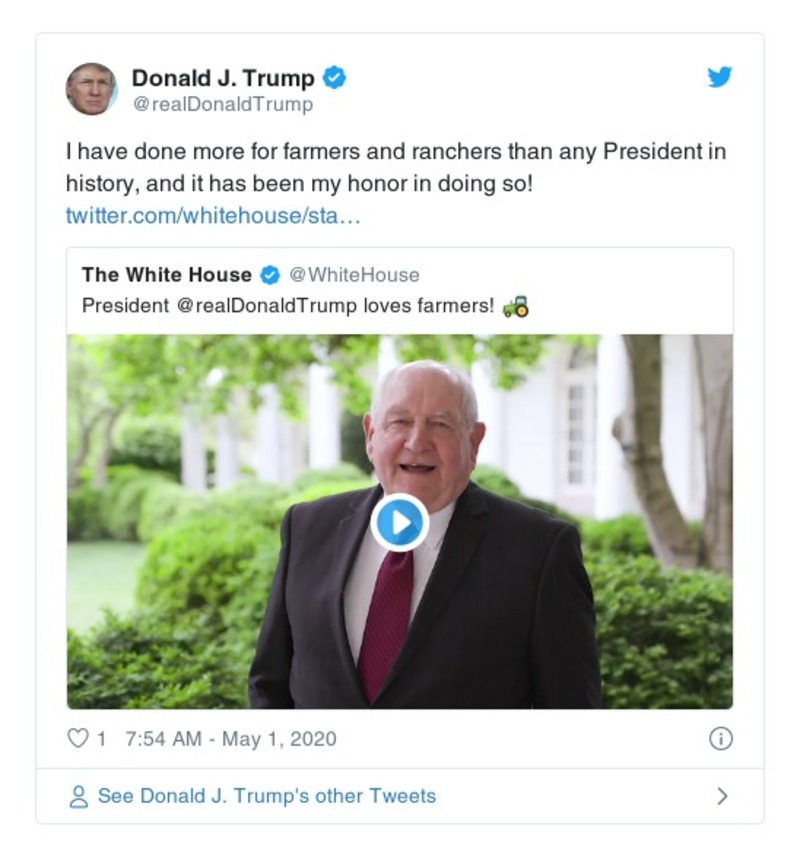 Donald J. Trump
@realDonaldTrump
I have done more for farmers and ranchers than any President in
history, and it has been my honor in doing so!
twitter.com/whitehouse/sta…
The White House @WhiteHouse
President @realDonaldTrump loves farmers! 🚜
1 7:54 AM - May 1, 2020
See Donald J. Trump's other Tweets